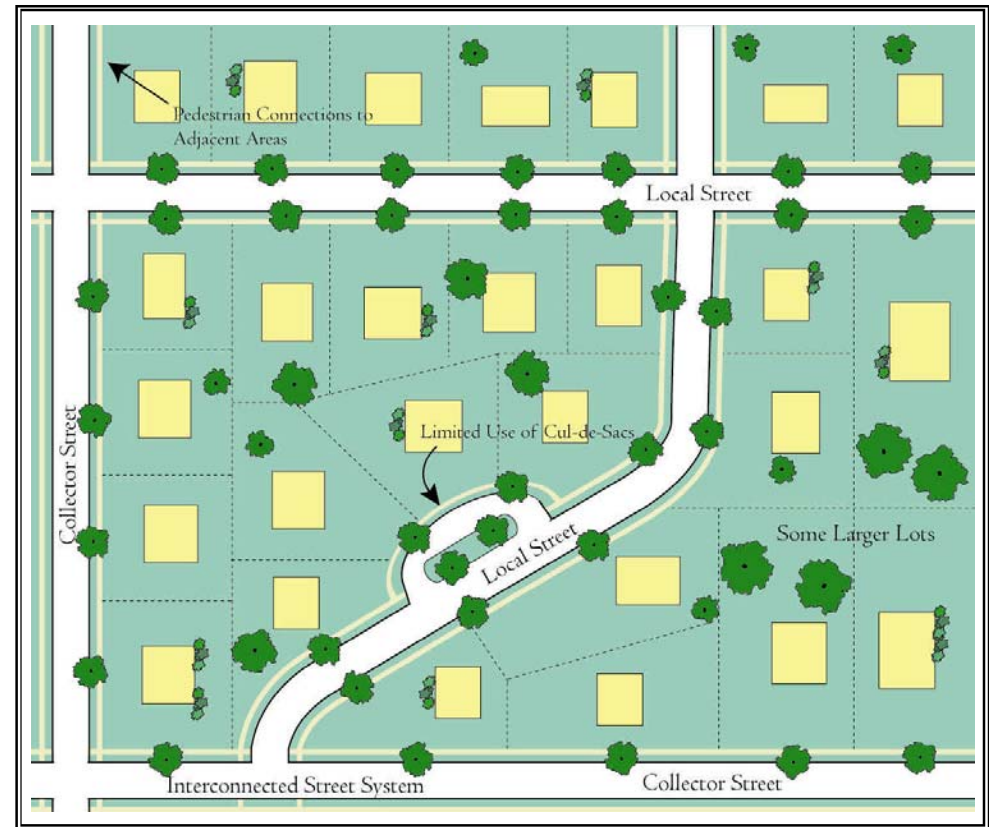 Pedestrian Connections to
Adjacent Areas
Local Street
Limited Use of Cul-de-Sacs
Collector Street
Local Street
Some Larger Lots
Interconnected Street System
Collector Street